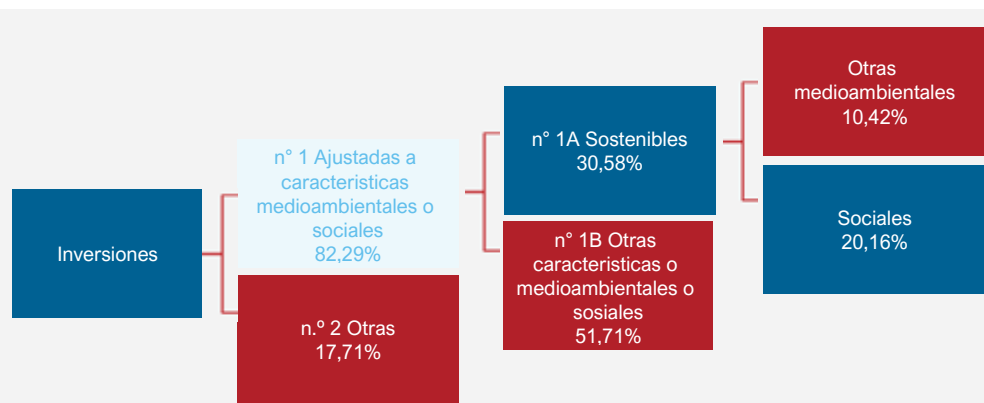 Inversiones
n° 1 Ajustadas a
caracteristicas
medioambientales o
sociales
82,29%
n.º 2 Otras
17,71%
n° 1A Sostenibles
30,58%
n° 1B Otras
caracteristicas o
medioambientales o
sosiales
51,71%
Otras
medioambientales
10,42%
Sociales
20,16%